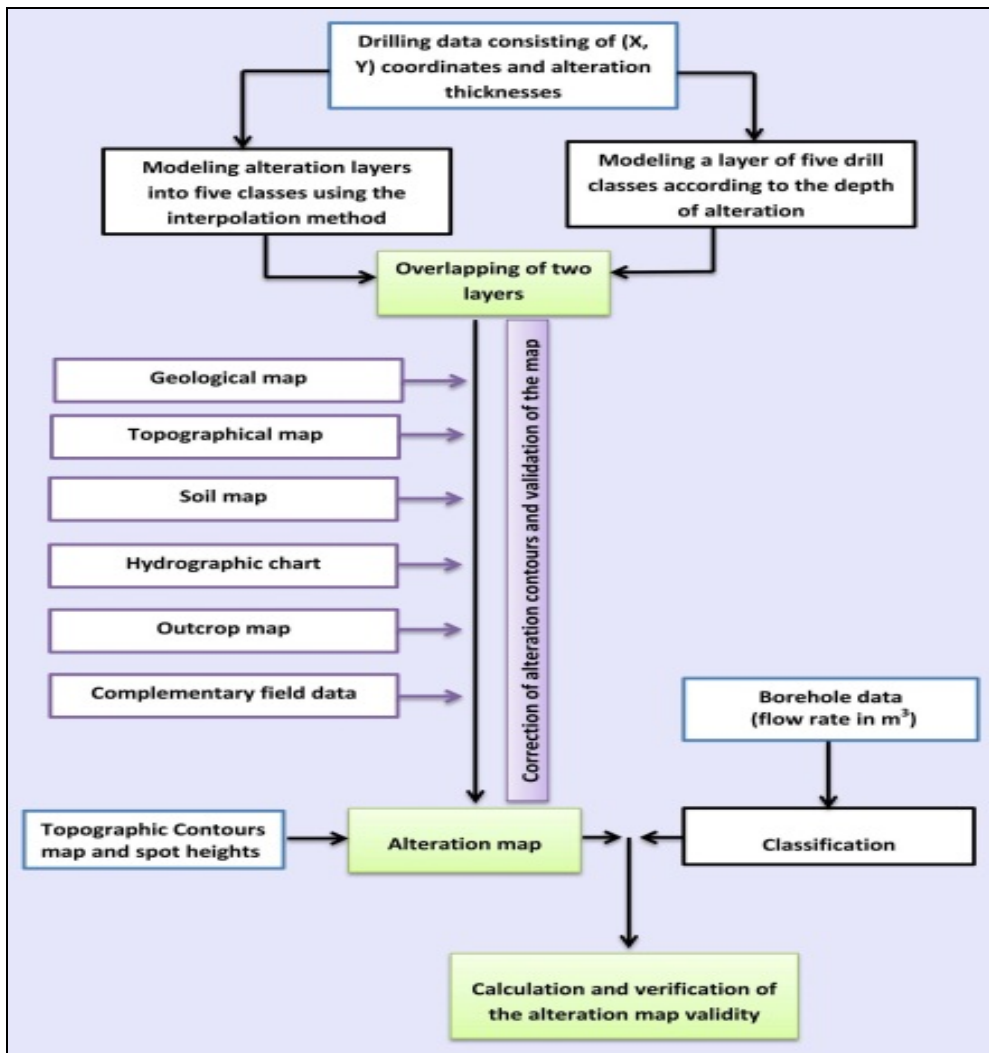 Drilling data consisting of (X,
Y) coordinates and alteration
thicknesses
Modeling alteration layers
into five classes using the
interpolation method
Modeling a layer of five drill
classes according to the depth
of alteration
Overlapping of two
layers
Correction of alteration contours and validation of the map
Geological map
Topographical map
Soil map
Hydrographic chart
Outcrop map
Complementary field data
Borehole data
(flow rate in m³)
Topographic Contours
map and spot heights
Alteration map
Classification
Calculation and verification of
the alteration map validity